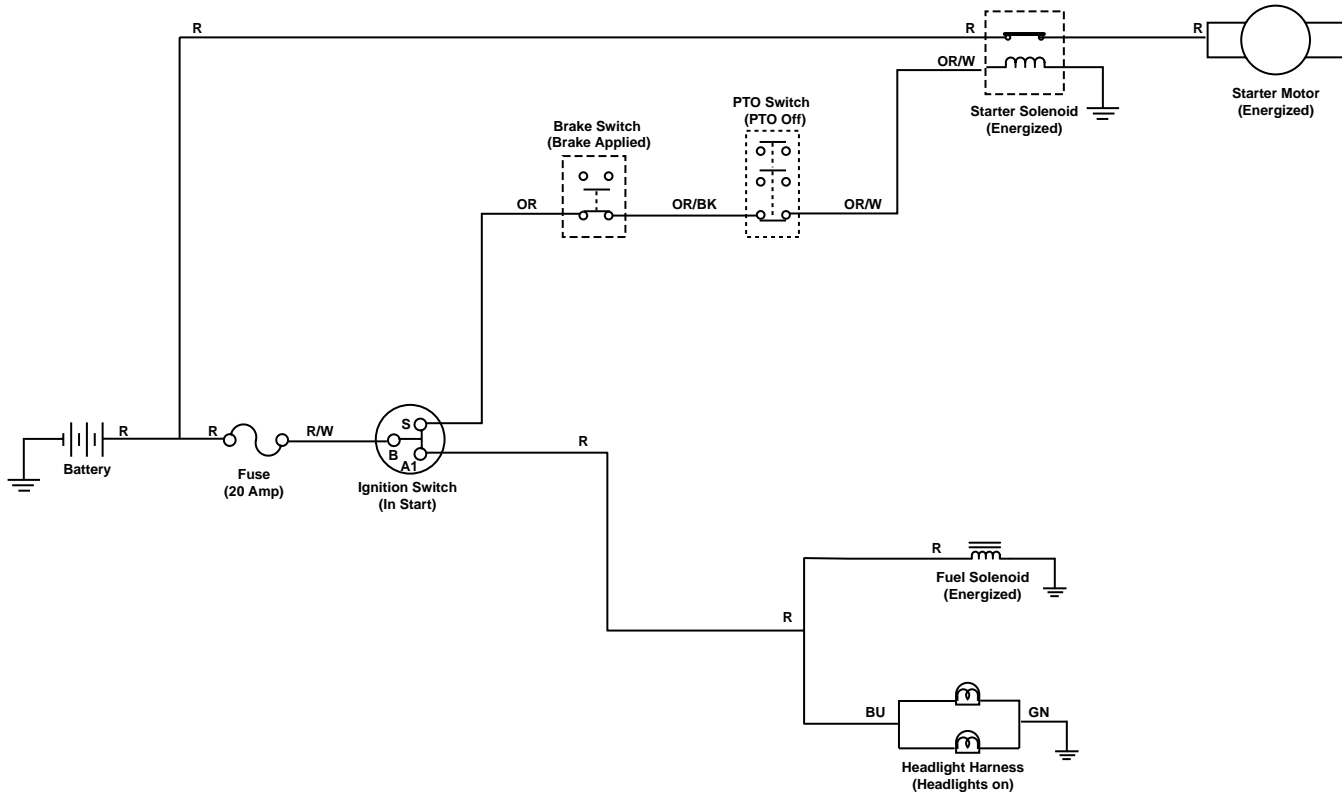 R
R
R
OR/W
Starter Motor
(Energized)
Starter Solenoid
(Energized)
PTO Switch
(PTO Off)
Brake Switch
(Brake Applied)
OR
OR/BK
OR/W
R
R
R/W
S
B
A1
R
Battery
Fuse
(20 Amp)
Ignition Switch
(In Start)
R
Fuel Solenoid
(Energized)
R
BU
GN
Headlight Harness
(Headlights on)